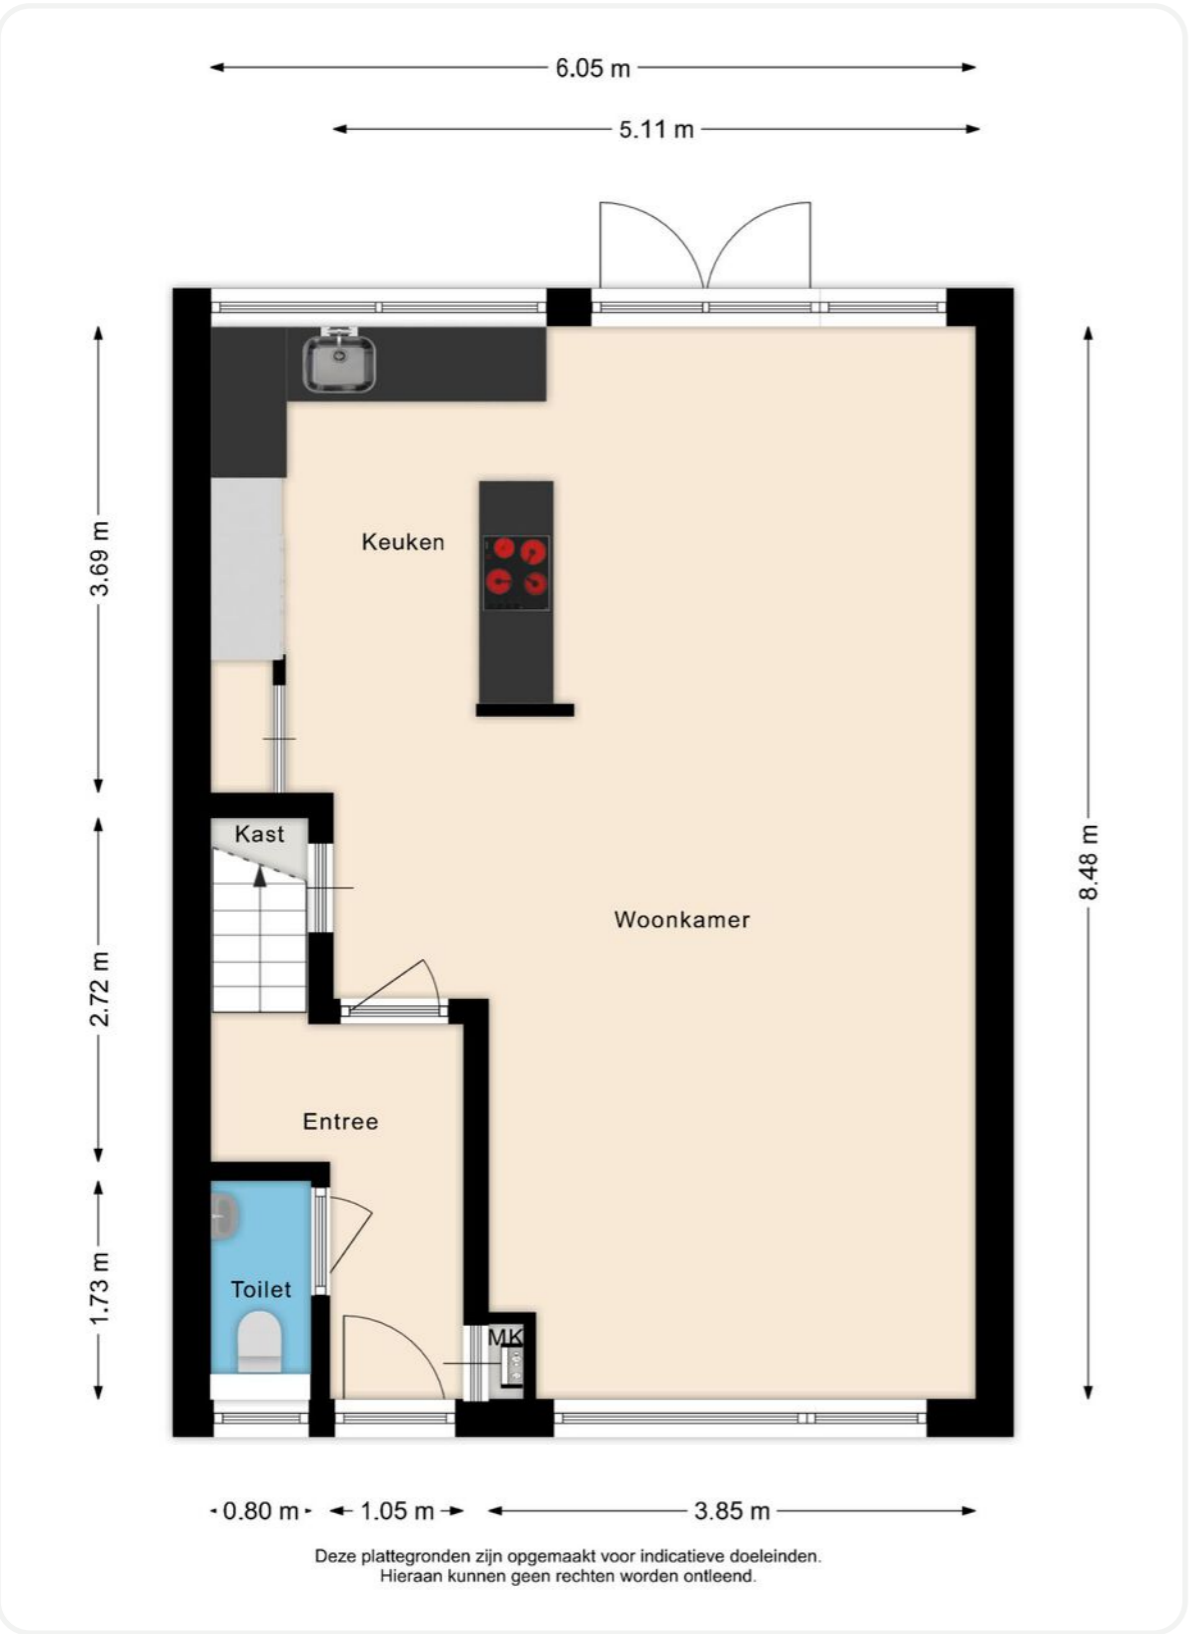 6.05 m
5.11 m
Keuken
3.69 m
Kast
8.48 m
Woonkamer
2.72 m
Entree
Toilet
1.73 m
MK
0.80 m
1.05 m
3.85 m
Deze plattegronden zijn opgemaakt voor indicatieve doeleinden.
Hieraan kunnen geen rechten worden ontleend.